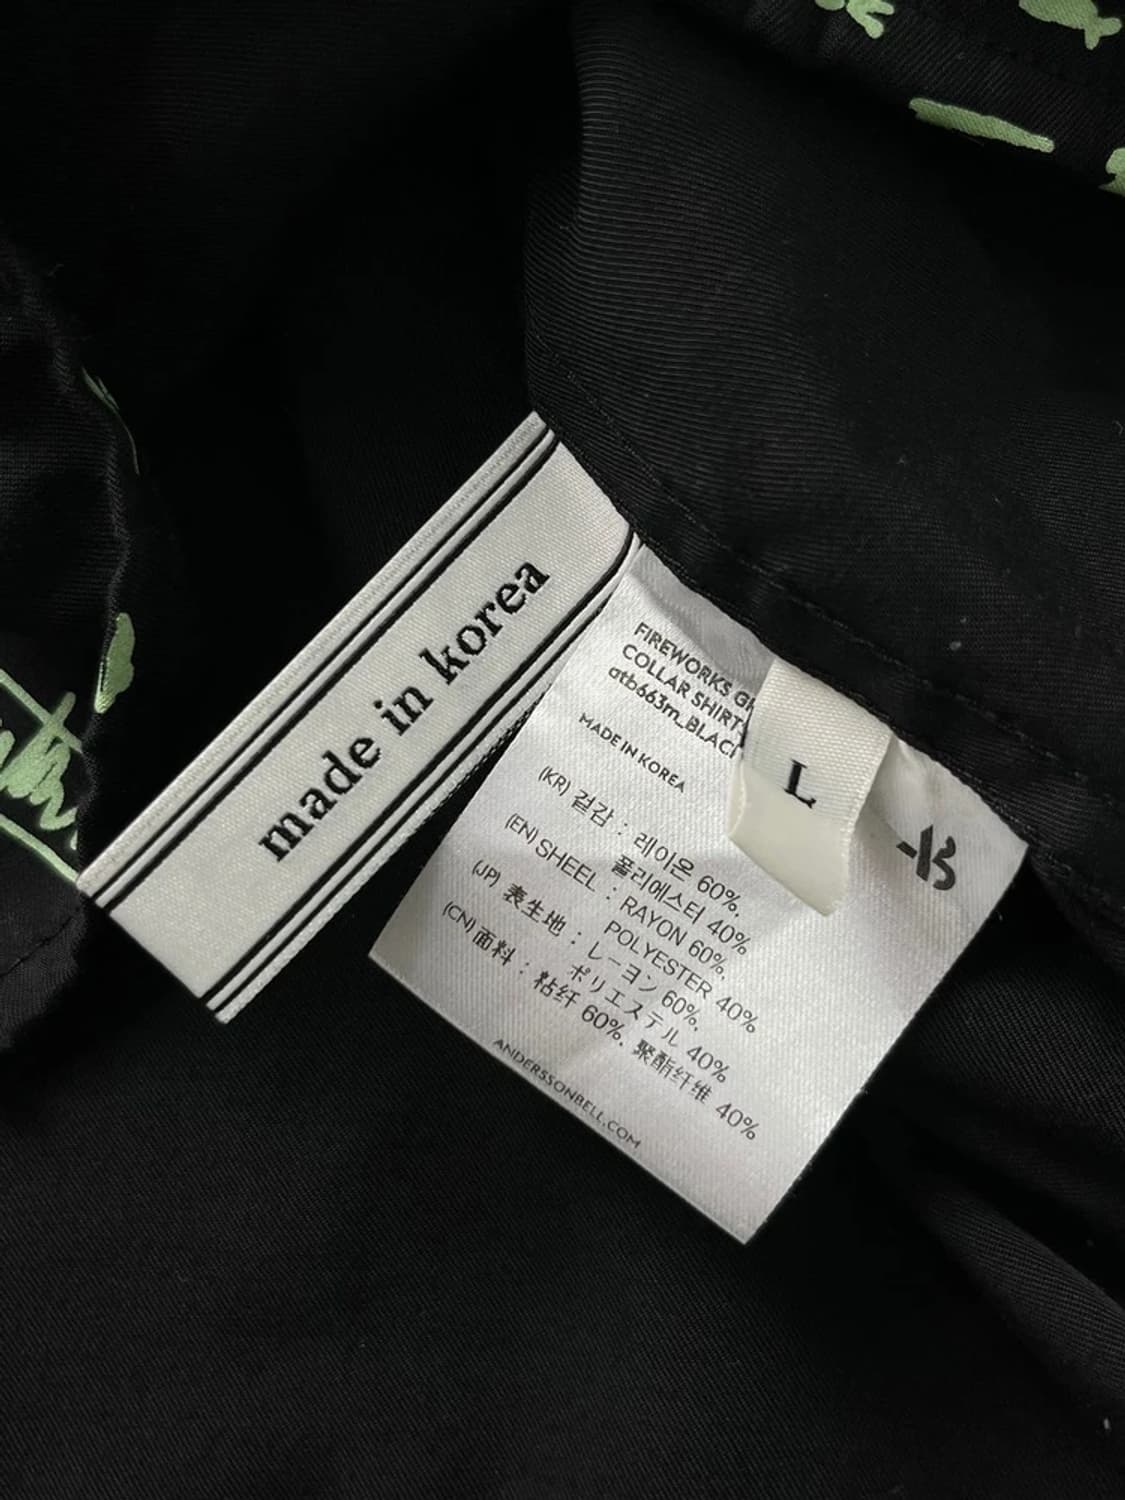 made in korea
FIREWORKS
COLLAR SHIRT
atb663m_BLAC
MADE IN KOREA
L
(KR) 겉감 : 레이온 60%,
폴리에스터 40%
(EN) SHEEL : RAYON 60%,
POLYESTER 40%
(JP) 表生地 : レーヨン 60%,
ポリエステル 40%
(CN) 面料 : 粘纤 60%, 聚酯纤维 40%
ANDERSSONBELL.COM